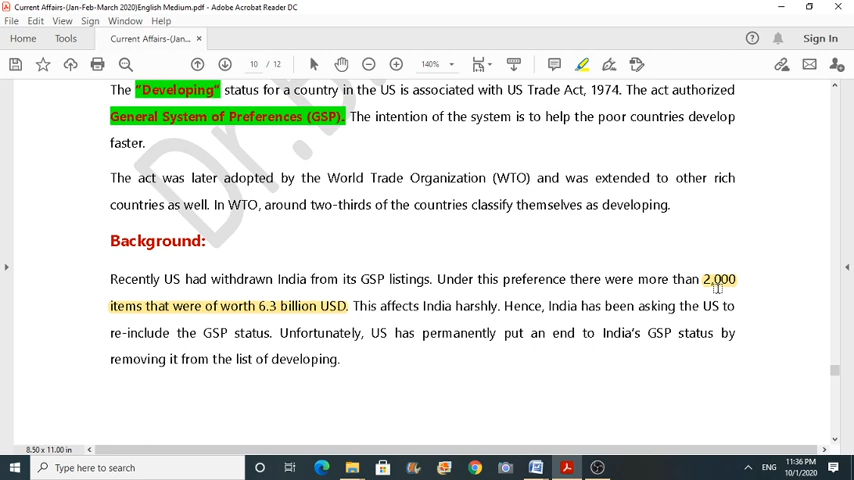 Current Affairs-(Jan-Feb-March 2020)English Medium.pdf - Adobe Acrobat Reader DC
File Edit View Sign Window Help
Home Tools Current Affairs-(Jan-... × Sign In
10 / 12 140%
The "Developing" status for a country in the US is associated with US Trade Act, 1974. The act authorized
General System of Preferences (GSP). The intention of the system is to help the poor countries develop
faster.
The act was later adopted by the World Trade Organization (WTO) and was extended to other rich
countries as well. In WTO, around two-thirds of the countries classify themselves as developing.
Background:
Recently US had withdrawn India from its GSP listings. Under this preference there were more than 2,000
items that were of worth 6.3 billion USD. This affects India harshly. Hence, India has been asking the US to
re-include the GSP status. Unfortunately, US has permanently put an end to India's GSP status by
removing it from the list of developing.
8.50 x 11.00 in
Type here to search
ENG
11:36 PM
10/1/2020